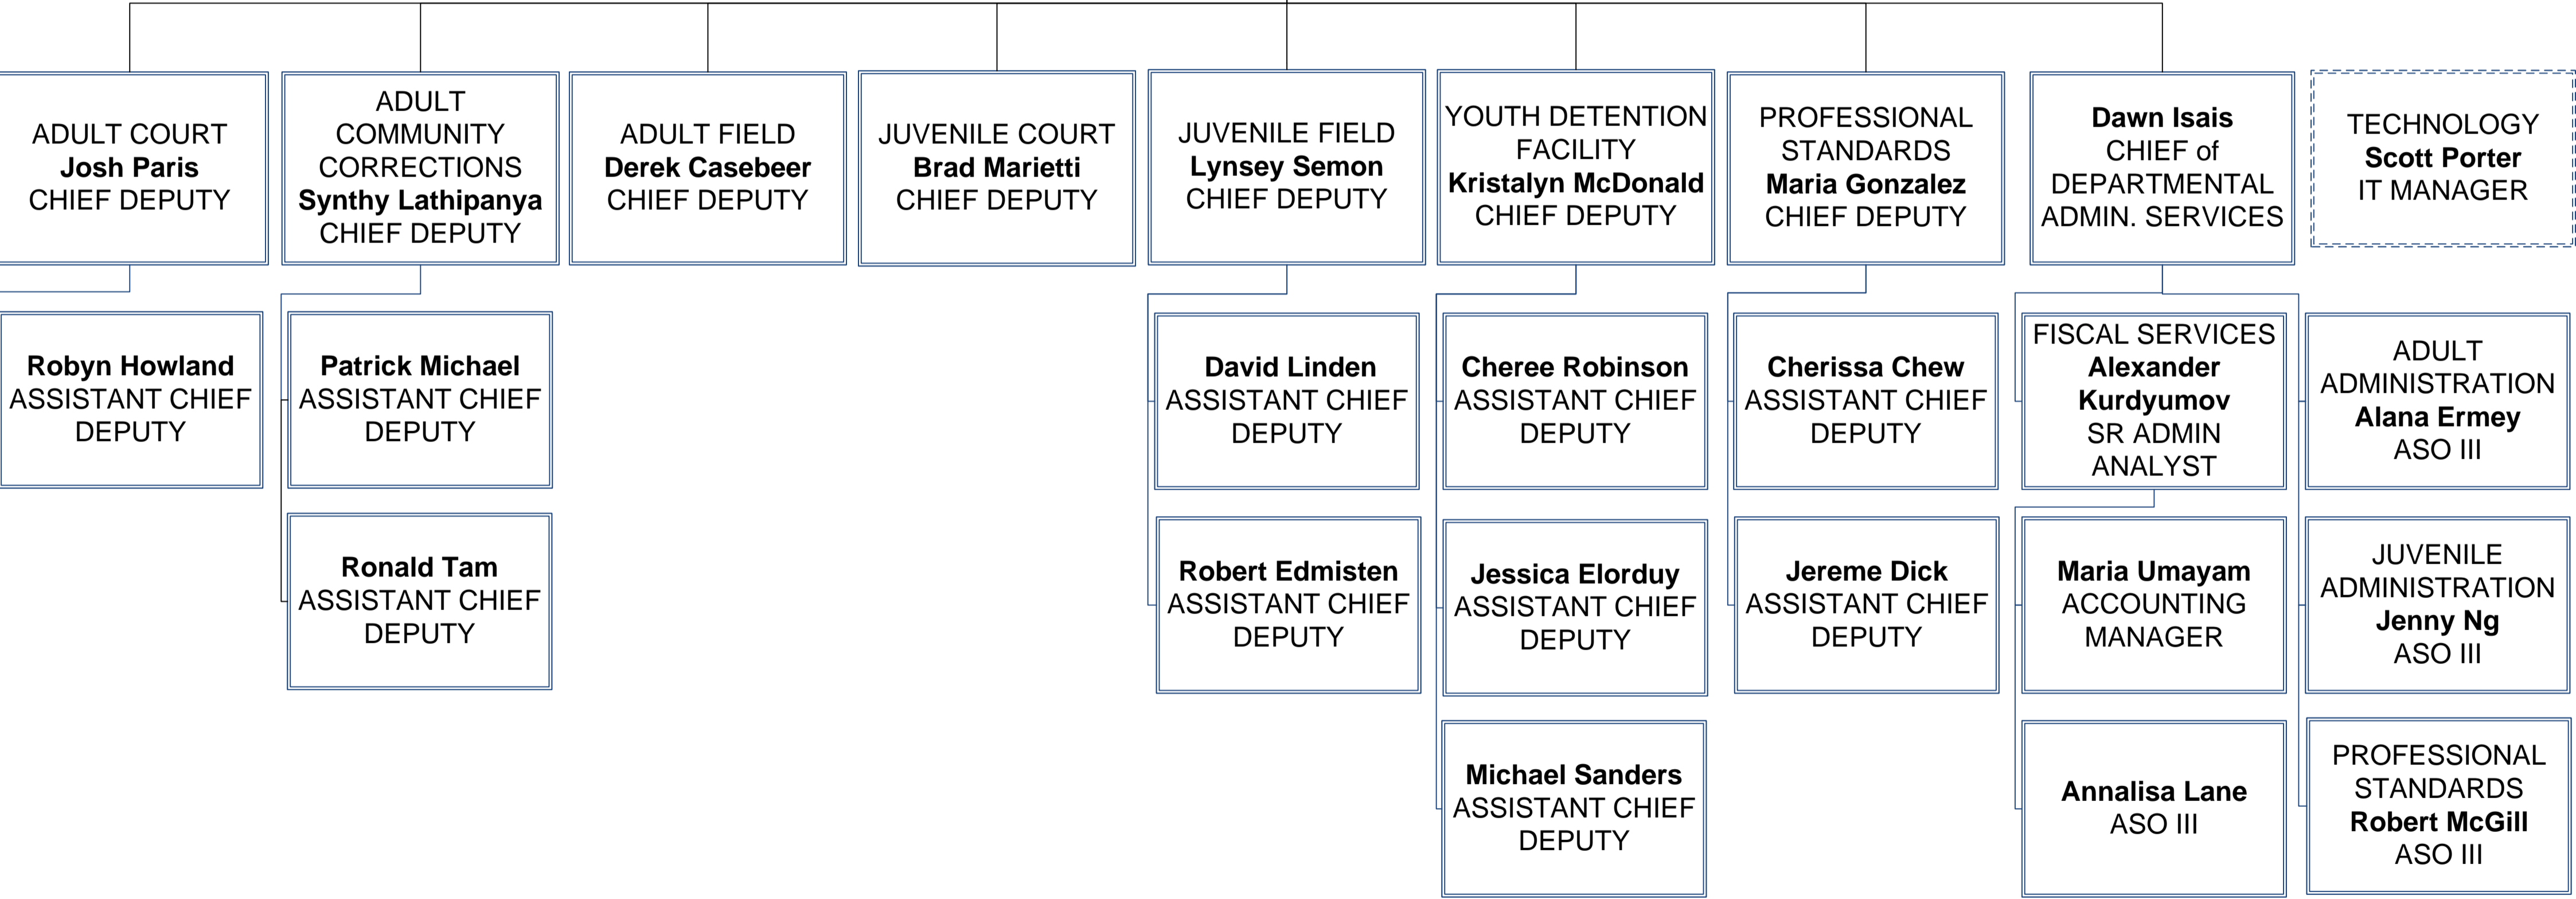 ADULT COURT
Josh Paris
CHIEF DEPUTY
ADULT
COMMUNITY
CORRECTIONS
Synthy Lathipanya
CHIEF DEPUTY
ADULT FIELD
Derek Casebeer
CHIEF DEPUTY
JUVENILE COURT
Brad Marietti
CHIEF DEPUTY
JUVENILE FIELD
Lynsey Semon
CHIEF DEPUTY
YOUTH DETENTION
FACILITY
Kristalyn McDonald
CHIEF DEPUTY
PROFESSIONAL
STANDARDS
Maria Gonzalez
CHIEF DEPUTY
Dawn Isais
CHIEF of
DEPARTMENTAL
ADMIN. SERVICES
TECHNOLOGY
Scott Porter
IT MANAGER
Robyn Howland
ASSISTANT CHIEF
DEPUTY
Patrick Michael
ASSISTANT CHIEF
DEPUTY
David Linden
ASSISTANT CHIEF
DEPUTY
Cheree Robinson
ASSISTANT CHIEF
DEPUTY
Cherissa Chew
ASSISTANT CHIEF
DEPUTY
FISCAL SERVICES
Alexander
Kurdyumov
SR ADMIN
ANALYST
ADULT
ADMINISTRATION
Alana Ermey
ASO III
Ronald Tam
ASSISTANT CHIEF
DEPUTY
Robert Edmisten
ASSISTANT CHIEF
DEPUTY
Jessica Elorduy
ASSISTANT CHIEF
DEPUTY
Jereme Dick
ASSISTANT CHIEF
DEPUTY
Maria Umayam
ACCOUNTING
MANAGER
JUVENILE
ADMINISTRATION
Jenny Ng
ASO III
Michael Sanders
ASSISTANT CHIEF
DEPUTY
Annalisa Lane
ASO III
PROFESSIONAL
STANDARDS
Robert McGill
ASO III